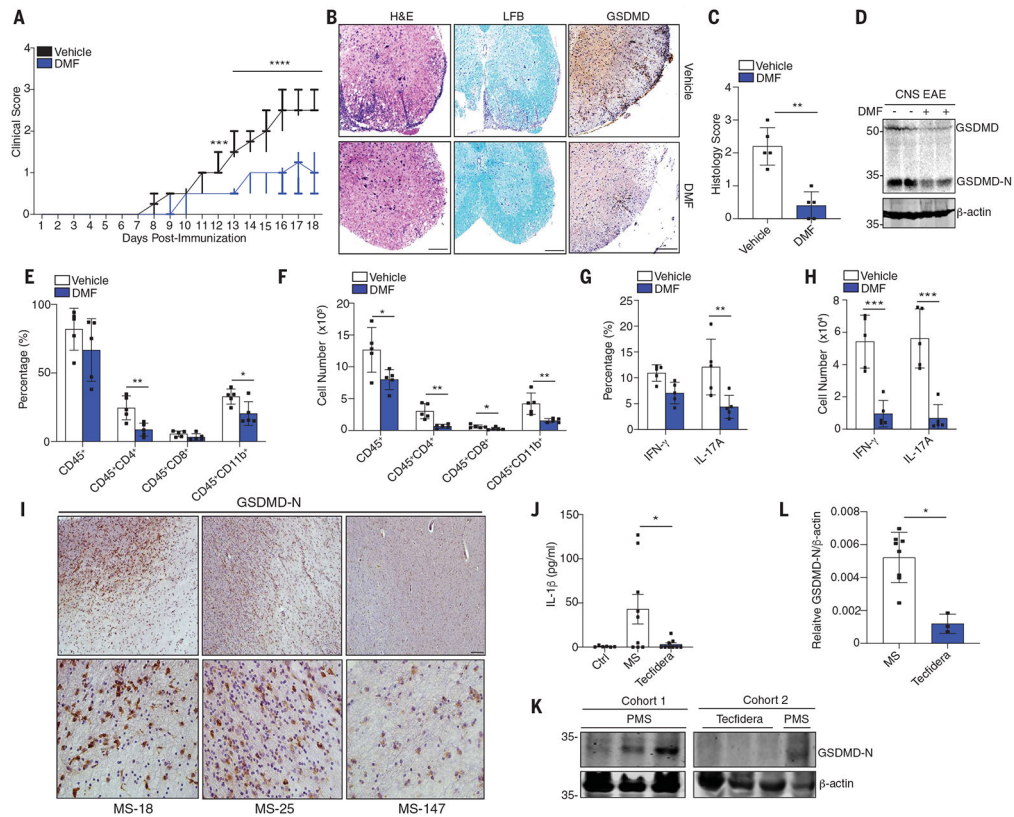 A
Vehicle
DMF
Clinical Score
4
3
2
1
0
***
****
1 2 3 4 5 6 7 8 9 10 11 12 13 14 15 16 17 18
Days Post-Immunization
B
H&E LFB GSDMD
Vehicle
DMF
C
Vehicle
DMF
Histology Score
4
3
2
1
0
**
Vehicle DMF
D
CNS EAE
DMF - - + +
50-
GSDMD
35-
GSDMD-N
35-
β-actin
E
Vehicle
DMF
Percentage (%)
100
50
0
**
*
CD45⁺ CD45⁺CD4⁺ CD45⁺CD8⁺ CD45⁺CD11b⁺
F
Vehicle
DMF
Cell Number (x10⁵)
20
15
10
5
0
*
**
*
**
CD45⁺ CD45⁺CD4⁺ CD45⁺CD8⁺ CD45⁺CD11b⁺
G
Vehicle
DMF
Percentage (%)
25
20
15
10
5
0
**
IFN-γ IL-17A
H
Vehicle
DMF
Cell Number (x10⁴)
8
6
4
2
0
***
***
IFN-γ IL-17A
I
GSDMD-N
MS-18 MS-25 MS-147
J
IL-1β (pg/ml)
150
100
50
0
*
Ctrl MS Tecfidera
K
Cohort 1 Cohort 2
PMS Tecfidera PMS
35-
GSDMD-N
β-actin
35-
L
Relaitve GSDMD-N/β-actin
0.008
0.006
0.004
0.002
0
*
MS Tecfidera